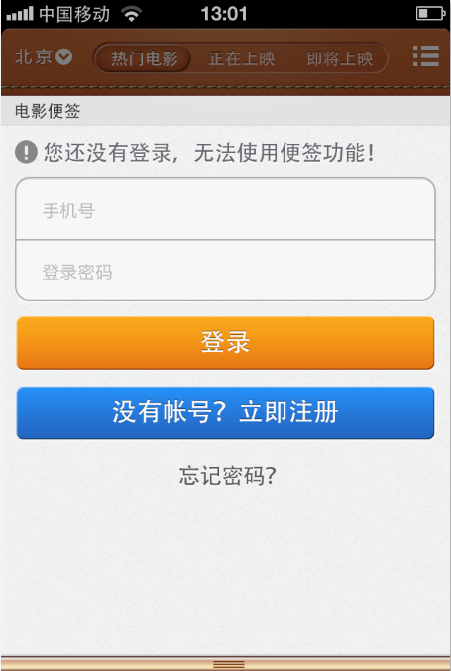 中国移动 13:01
北京 热门电影 正在上映 即将上映
电影便签
您还没有登录，无法使用便签功能！
手机号
登录密码
登录
没有帐号？立即注册
忘记密码？